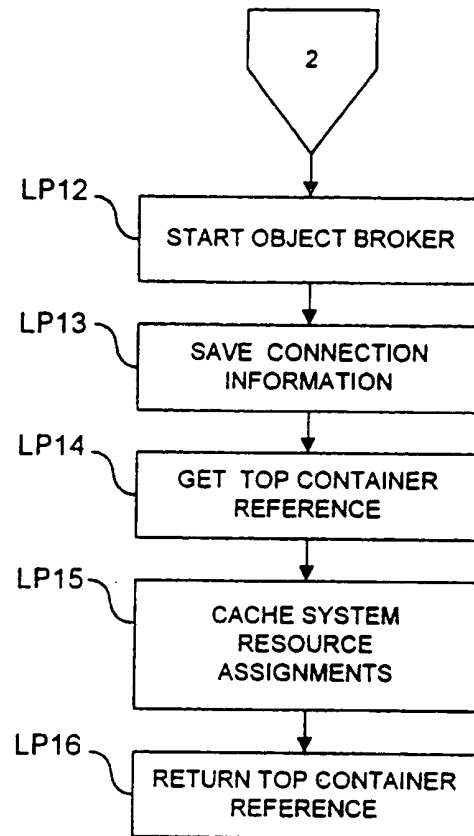 2
LP12
START OBJECT BROKER
LP13
SAVE CONNECTION
INFORMATION
LP14
GET TOP CONTAINER
REFERENCE
LP15
CACHE SYSTEM
RESOURCE
ASSIGNMENTS
LP16
RETURN TOP CONTAINER
REFERENCE